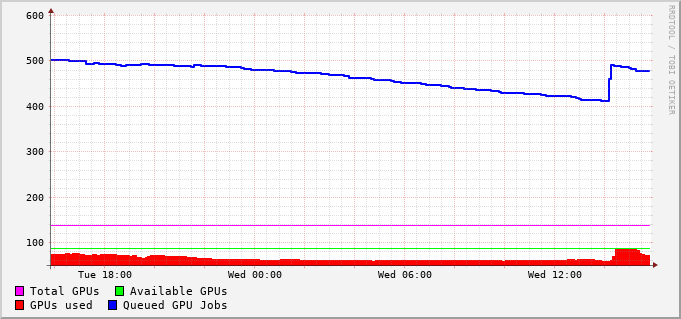 600
500
400
300
200
100
Tue 18:00 Wed 00:00 Wed 06:00 Wed 12:00
Total GPUs Available GPUs
GPUs used Queued GPU Jobs
RRDTOOL / TOBI OETIKER